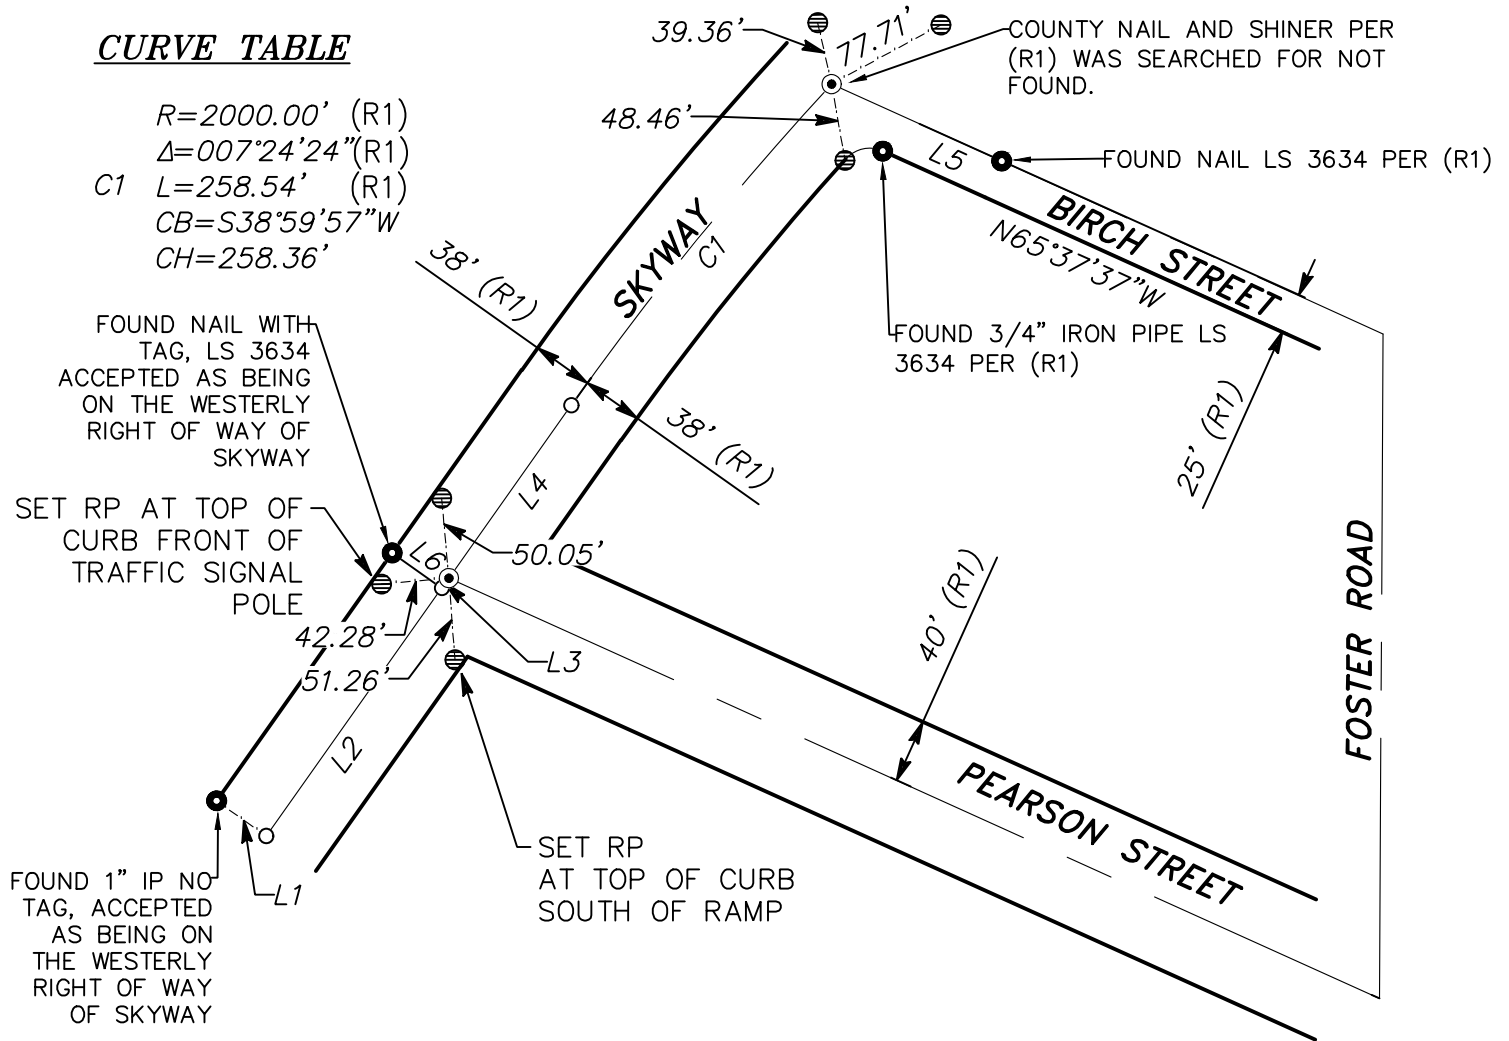 CURVE TABLE
R=2000.00' (R1)
Δ=007°24'24"(R1)
C1 L=258.54' (R1)
CB=S38°59'57"W
CH=258.36'
39.36'
77.71'
48.46'
COUNTY NAIL AND SHINER PER
(R1) WAS SEARCHED FOR NOT
FOUND.
L5
FOUND NAIL LS 3634 PER (R1)
BIRCH STREET
N65°37'37"W
SKYWAY
C1
38' (R1)
38' (R1)
FOUND 3/4" IRON PIPE LS
3634 PER (R1)
25' (R1)
FOUND NAIL WITH
TAG, LS 3634
ACCEPTED AS BEING
ON THE WESTERLY
RIGHT OF WAY OF
SKYWAY
SET RP AT TOP OF
CURB FRONT OF
TRAFFIC SIGNAL
POLE
L4
L6
50.05'
42.28'
51.26'
L3
L2
L1
40' (R1)
FOSTER ROAD
PEARSON STREET
SET RP
AT TOP OF CURB
SOUTH OF RAMP
FOUND 1" IP NO
TAG, ACCEPTED
AS BEING ON
THE WESTERLY
RIGHT OF WAY
OF SKYWAY